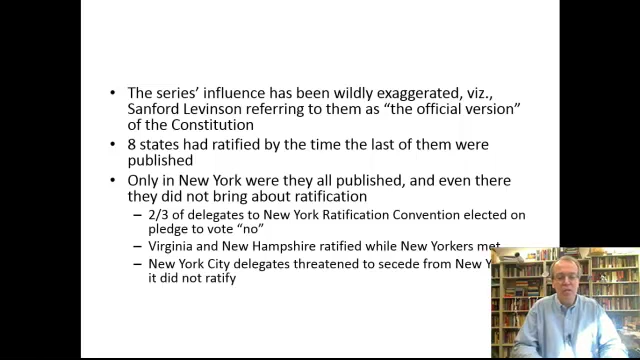 • The series' influence has been wildly exaggerated, viz.,
Sanford Levinson referring to them as "the official version"
of the Constitution
• 8 states had ratified by the time the last of them were
published
• Only in New York were they all published, and even there
they did not bring about ratification
– 2/3 of delegates to New York Ratification Convention elected on
pledge to vote "no"
– Virginia and New Hampshire ratified while New Yorkers met
– New York City delegates threatened to secede from New
it did not ratify